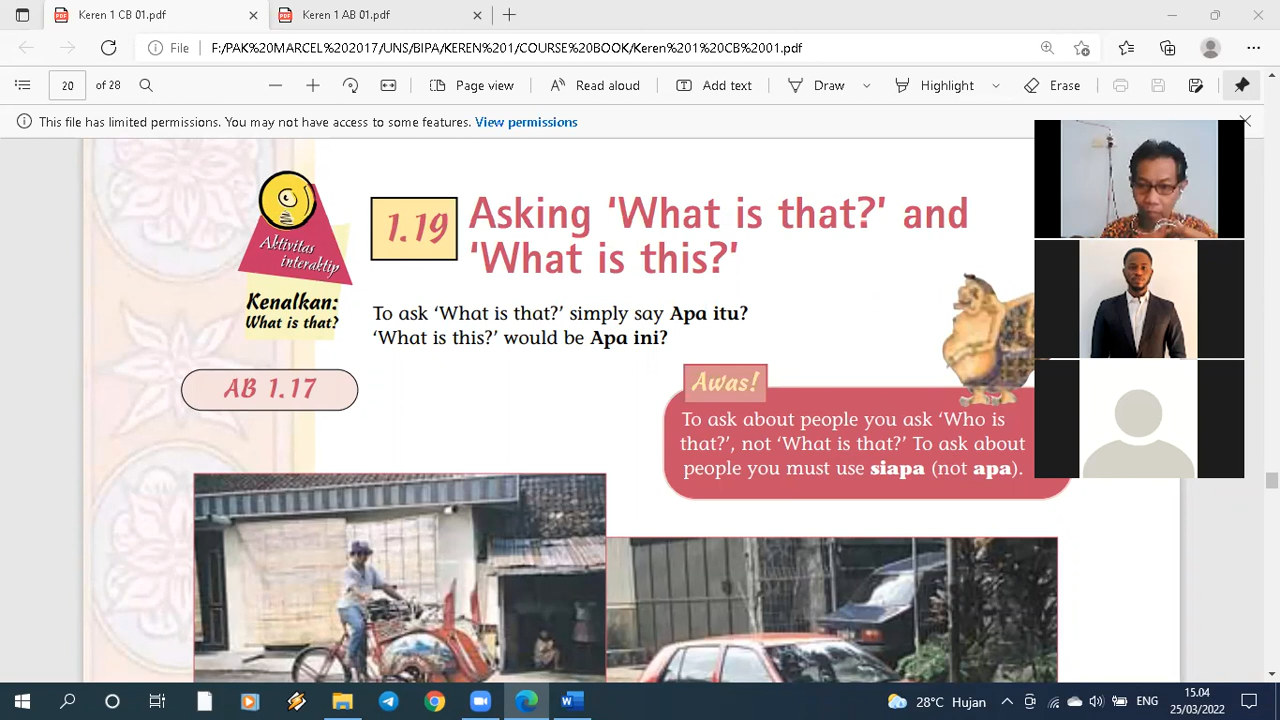 Keren 1 CB 01.pdf
Keren 1 AB 01.pdf
File
F:/PAK%20MARCEL%202017/UNS/BIPA/KEREN%201/COURSE%20BOOK/Keren%201%20CB%2001.pdf
20 of 28
Page view
Read aloud
Add text
Draw
Highlight
Erase
This file has limited permissions. You may not have access to some features. View permissions
Aktivitas
interaktip
Kenalkan:
What is that?
AB 1.17
1.19
Asking ‘What is that?’ and
‘What is this?’
To ask ‘What is that?’ simply say Apa itu?
‘What is this?’ would be Apa ini?
Awas!
To ask about people you ask ‘Who is
that?’, not ‘What is that?’ To ask about
people you must use siapa (not apa).
28°C Hujan
ENG
15.04
25/03/2022